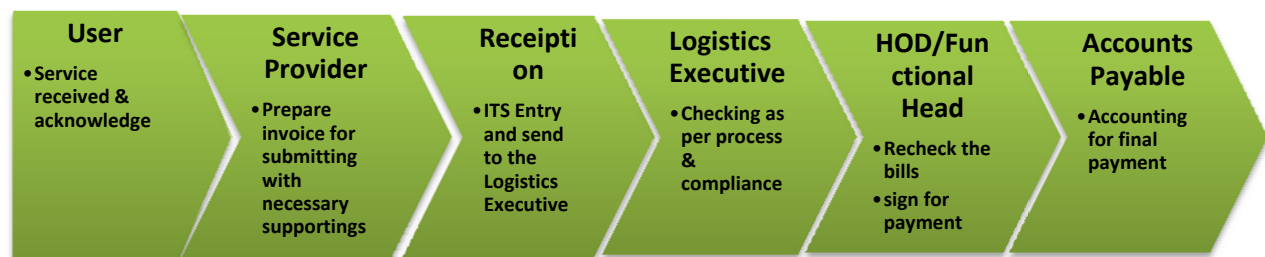 User
• Service
received &
acknowledge
Service
Provider
• Prepare
invoice for
submitting
with
necessary
supportings
Receipti
on
• ITS Entry
and send
to the
Logistics
Executive
Logistics
Executive
• Checking as
per process
&
compliance
HOD/Fun
ctional
Head
• Recheck the
bills
• sign for
payment
Accounts
Payable
• Accounting
for final
payment